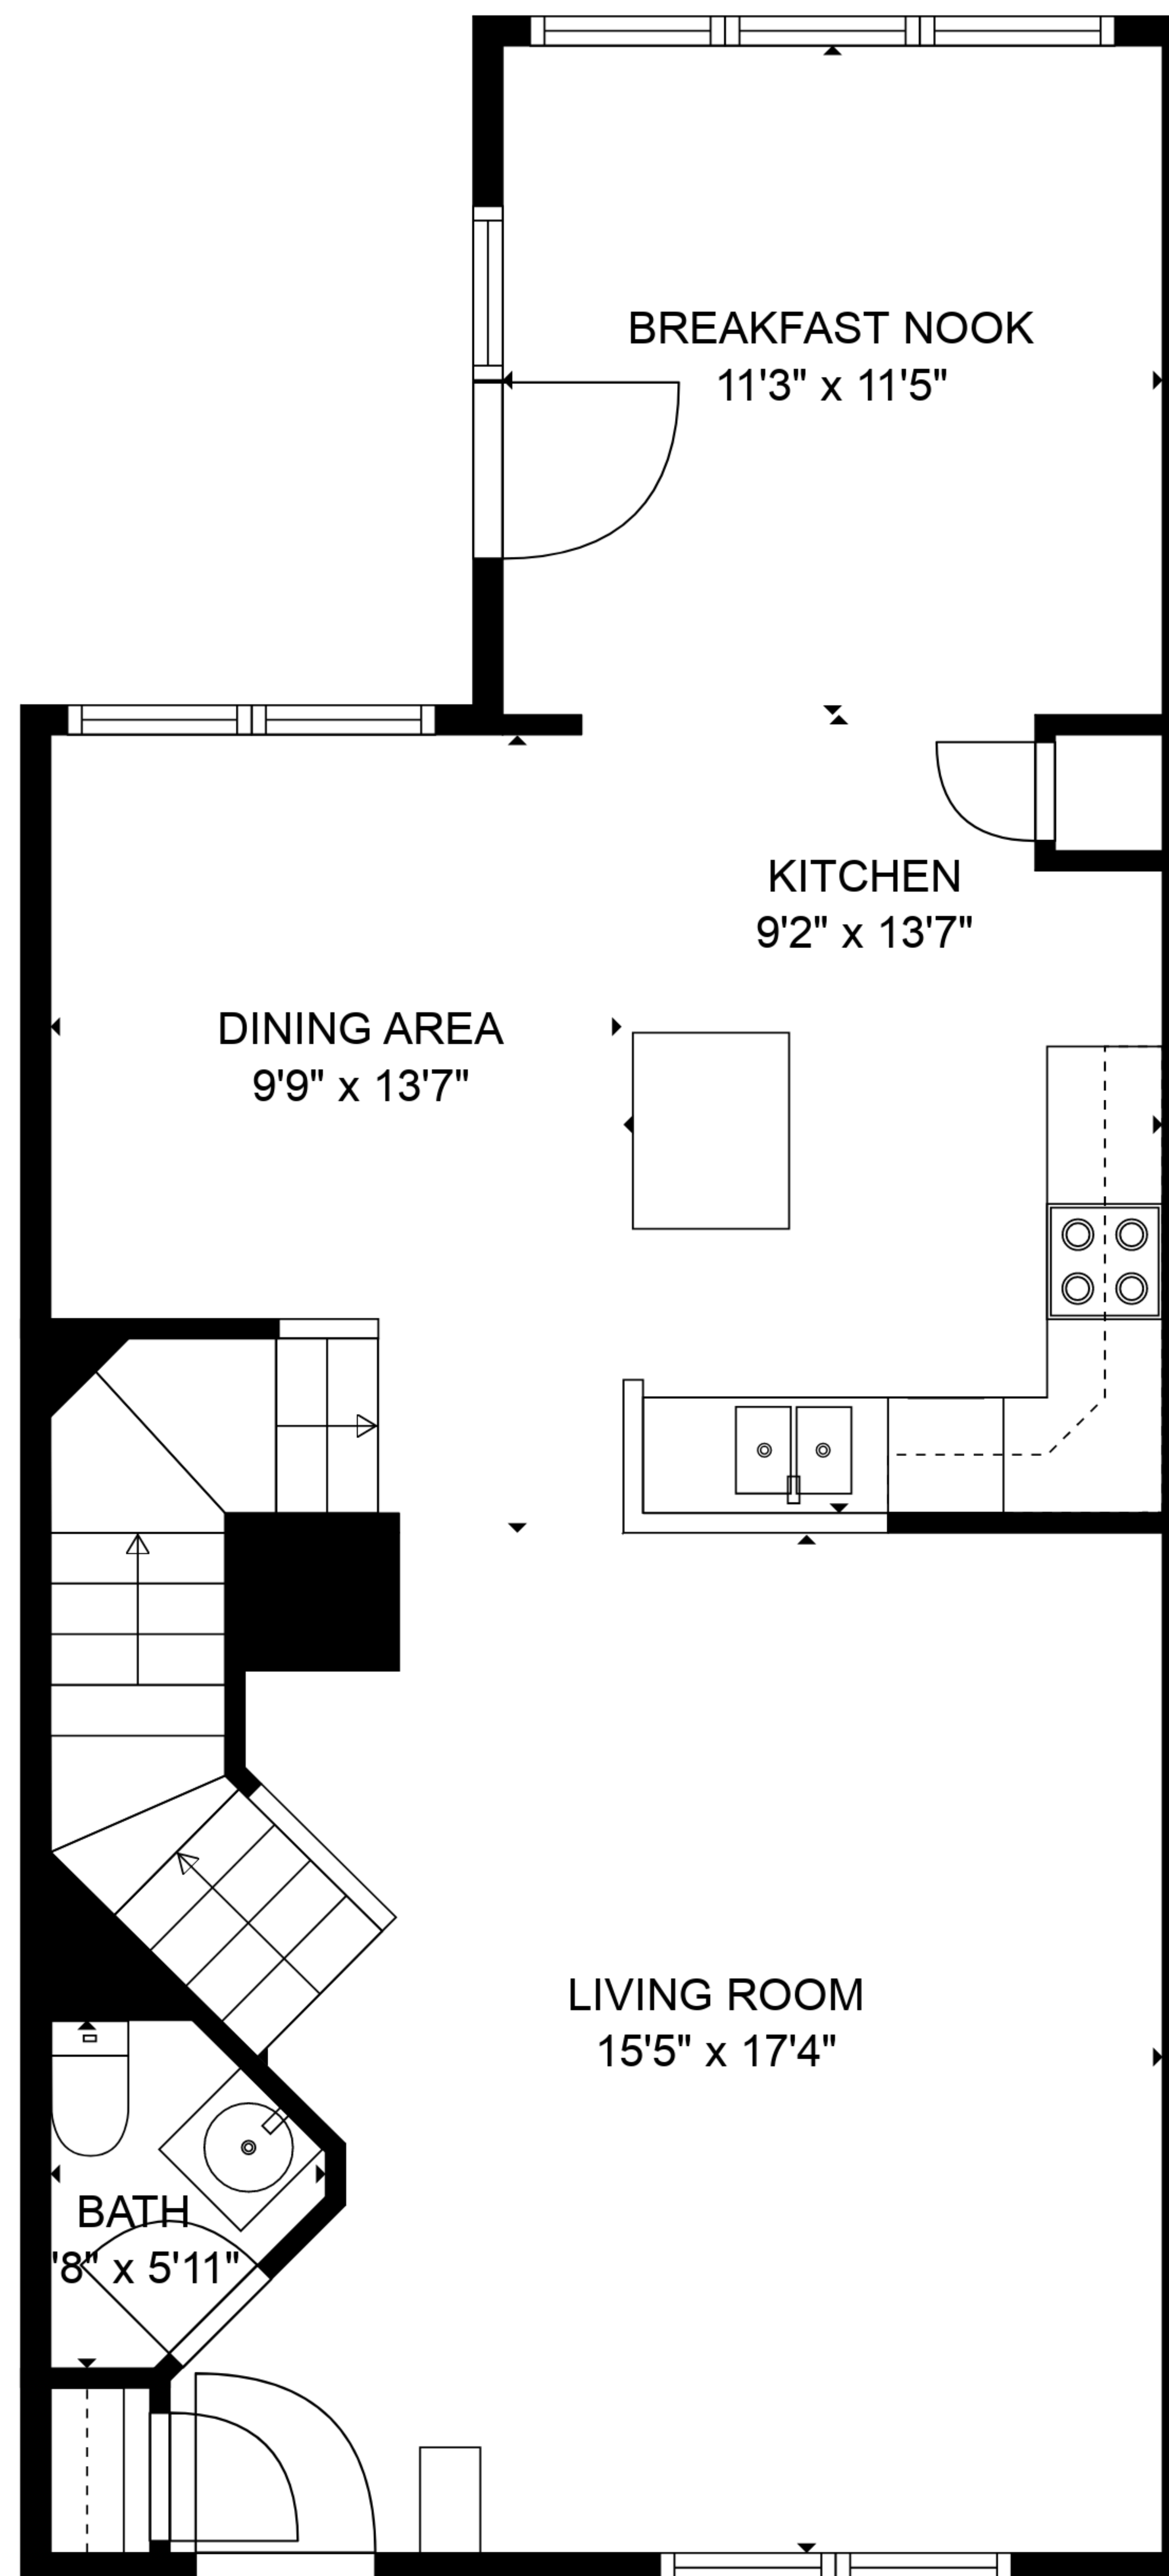 BREAKFAST NOOK
11'3" x 11'5"
KITCHEN
9'2" x 13'7"
DINING AREA
9'9" x 13'7"
LIVING ROOM
15'5" x 17'4"
BATH
'8" x 5'11"